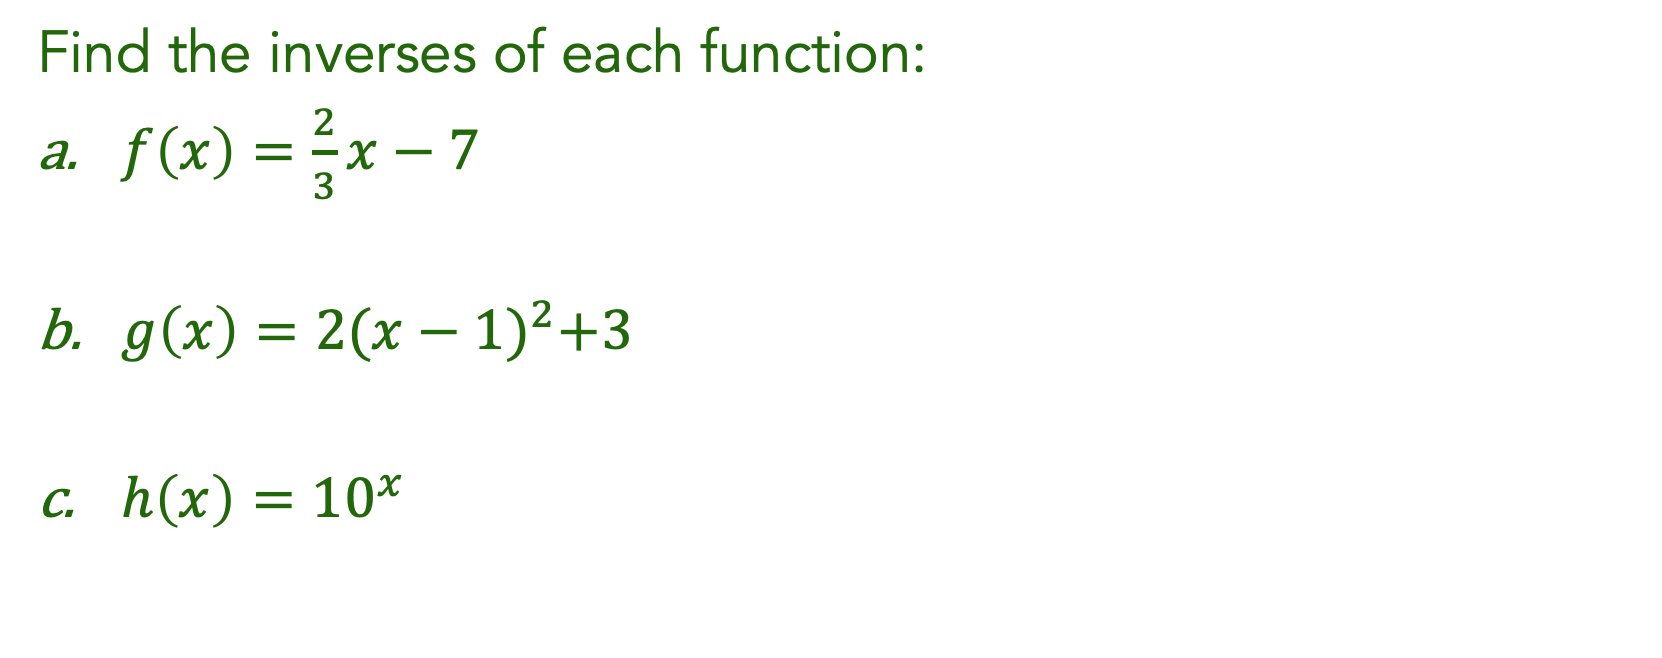 Find the inverses of each function:
a. f(x) = 2/3 x − 7
b. g(x) = 2(x − 1)²+3
c. h(x) = 10ˣ